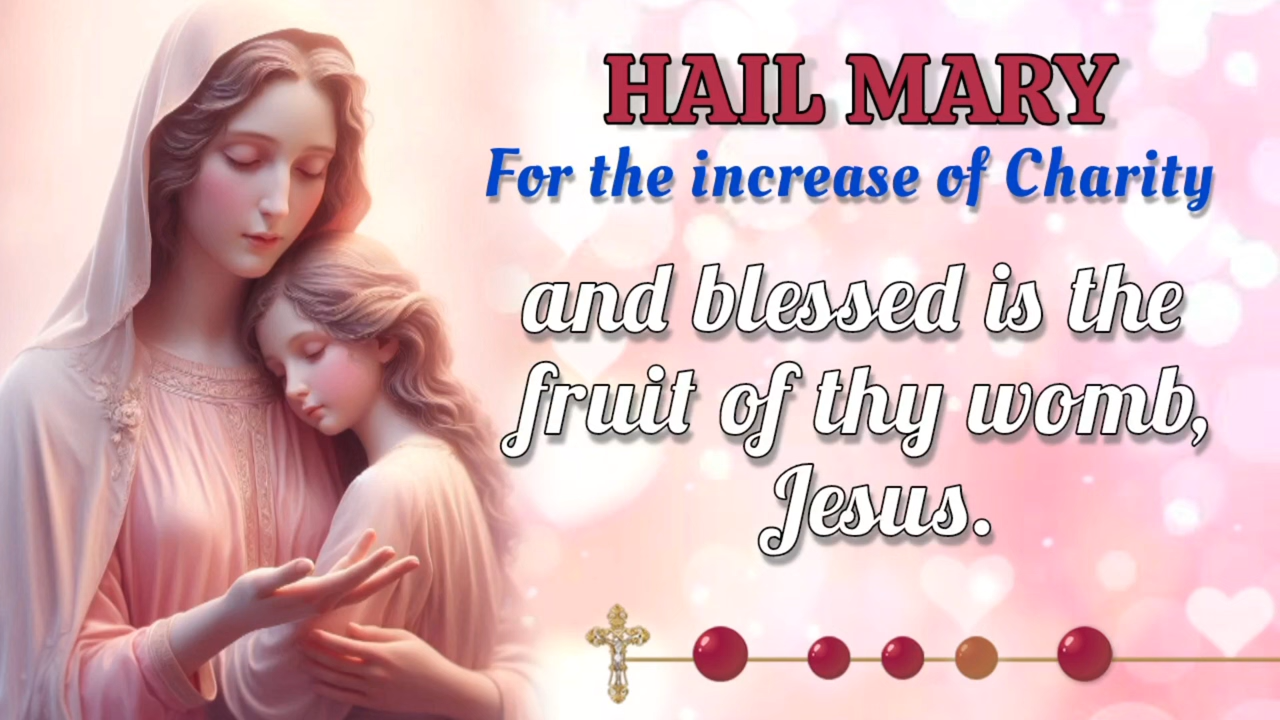 HAIL MARY
For the increase of Charity
and blessed is the
fruit of thy womb,
Jesus.